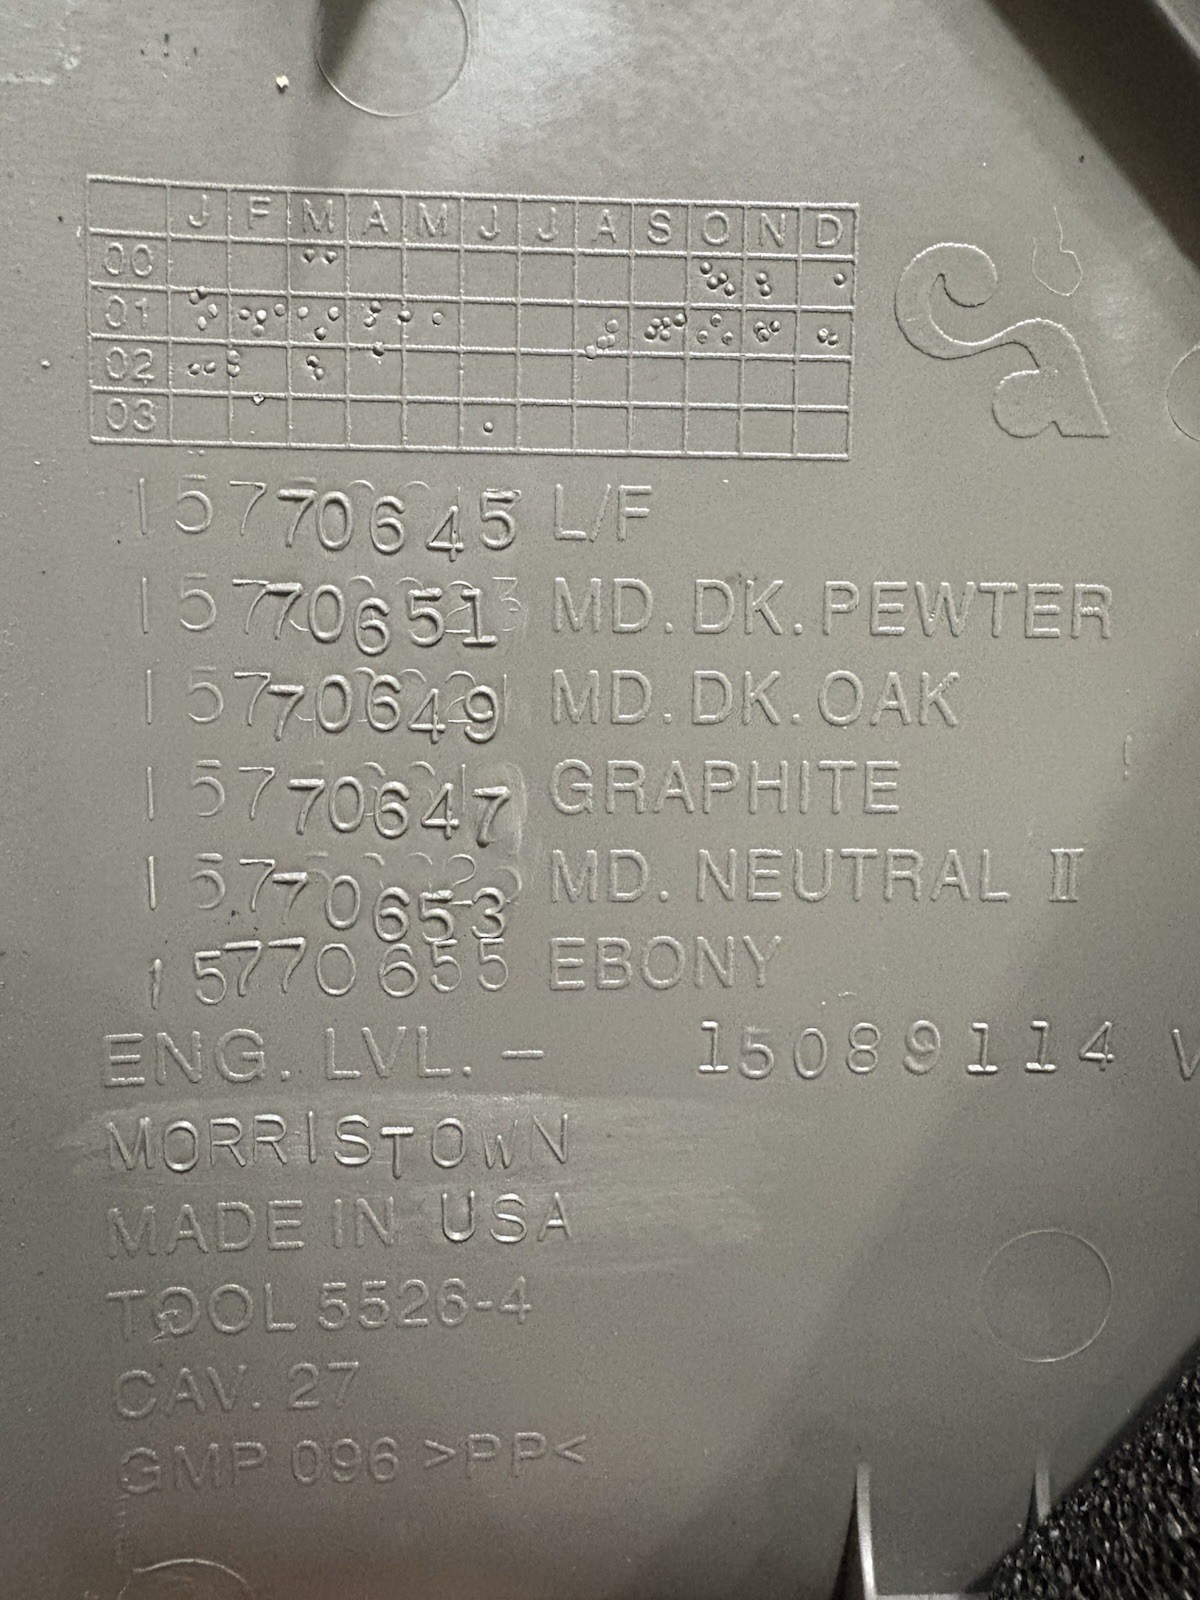 J F M A M J J A S O N D
00
01
02
03
15770645 L/F
15770651 MD. DK. PEWTER
15770649 MD. DK. OAK
15770647 GRAPHITE
15770653 MD. NEUTRAL II
15770655 EBONY
ENG. LVL. – 15089114
MORRISTOWN
MADE IN USA
TOOL 5526-4
CAV. 27
GMP 096 >PP<